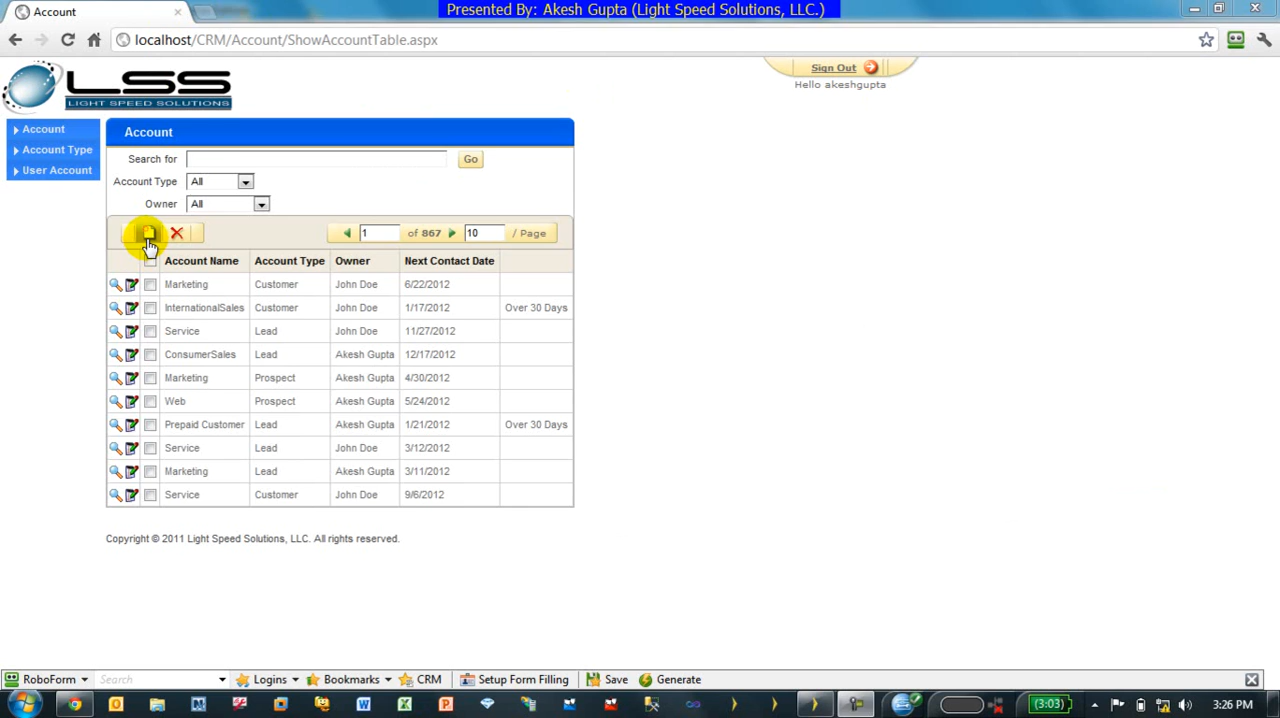 Account
Presented By: Akesh Gupta (Light Speed Solutions, LLC.)
localhost/CRM/Account/ShowAccountTable.aspx
LSS
LIGHT SPEED SOLUTIONS
Sign Out
Hello akeshgupta
Account
Account Type
User Account
Account
Search for Go
Account Type All
Owner All
1 of 867 10 / Page
Account Name Account Type Owner Next Contact Date
Marketing Customer John Doe 6/22/2012
InternationalSales Customer John Doe 1/17/2012 Over 30 Days
Service Lead John Doe 11/27/2012
ConsumerSales Lead Akesh Gupta 12/17/2012
Marketing Prospect Akesh Gupta 4/30/2012
Web Prospect Akesh Gupta 5/24/2012
Prepaid Customer Lead Akesh Gupta 1/21/2012 Over 30 Days
Service Lead John Doe 3/12/2012
Marketing Lead Akesh Gupta 3/11/2012
Service Customer John Doe 9/6/2012
Copyright © 2011 Light Speed Solutions, LLC. All rights reserved.
RoboForm Search Logins Bookmarks CRM Setup Form Filling Save Generate
(3:03) 3:26 PM